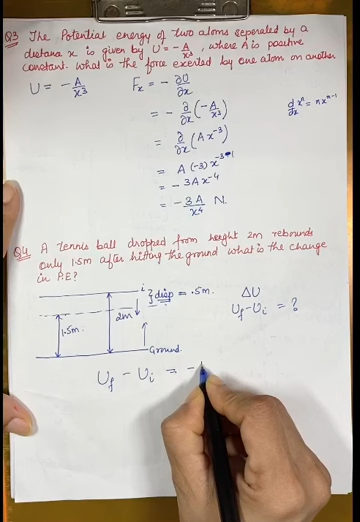 Q3 The Potential energy of two atoms seperated by a
distance x is given by U = -A/x³, where A is positive
constant. what is the force exerted by one atom on another
U = -A/x³
Fx = -∂U/∂x
= -∂/∂x (-A/x³)
d/dx xⁿ = n xⁿ⁻¹
= ∂/∂x (A x⁻³)
= A (-3) x⁻³⁻¹
= -3A x⁻⁴
= -3A/x⁴ N.
Q4 A Tennis ball dropped from height 2m rebounds
only 1.5m after hitting the ground what is the change
in P.E?
i
} disp = .5m.
ΔU
Uf - Ui = ?
1.5m.
2m
Ground.
Uf - Ui = -